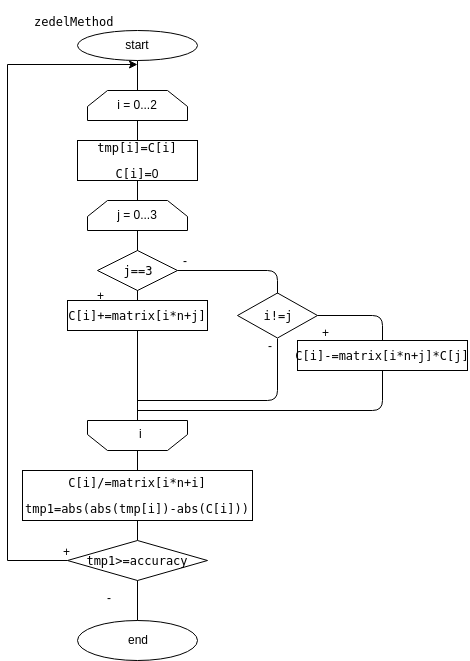 zedelMethod
start
i = 0...2
tmp[i]=C[i]
C[i]=0
j = 0...3
j==3
-
+
C[i]+=matrix[i*n+j]
i!=j
+
-
C[i]-=matrix[i*n+j]*C[j]
i
C[i]/=matrix[i*n+i]
tmp1=abs(abs(tmp[i])-abs(C[i]))
+
tmp1>=accuracy
-
end